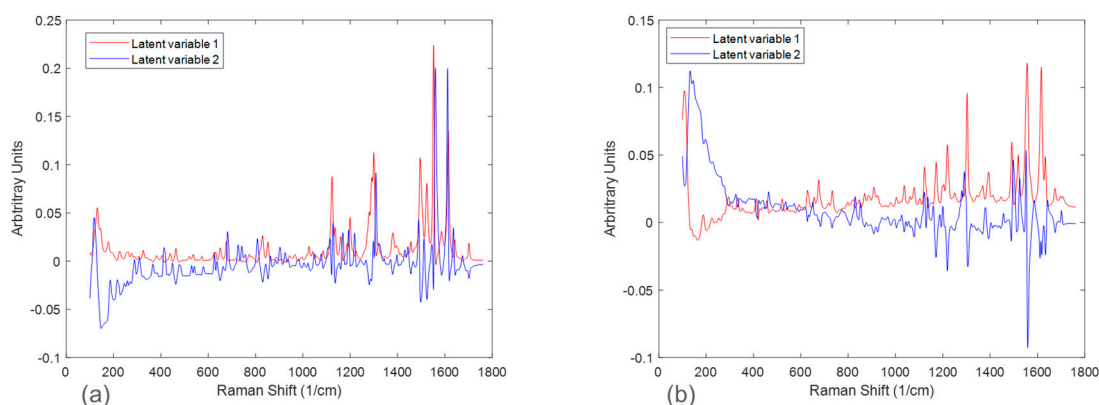 0.25
0.2
0.15
0.1
0.05
0
-0.05
-0.1
Arbitrary Units
Latent variable 1
Latent variable 2
0 200 400 600 800 1000 1200 1400 1600 1800
Raman Shift (1/cm)
(a)
0.15
0.1
0.05
0
-0.05
-0.1
Arbritrary Units
Latent variable 1
Latent variable 2
0 200 400 600 800 1000 1200 1400 1600 1800
Raman Shift (1/cm)
(b)